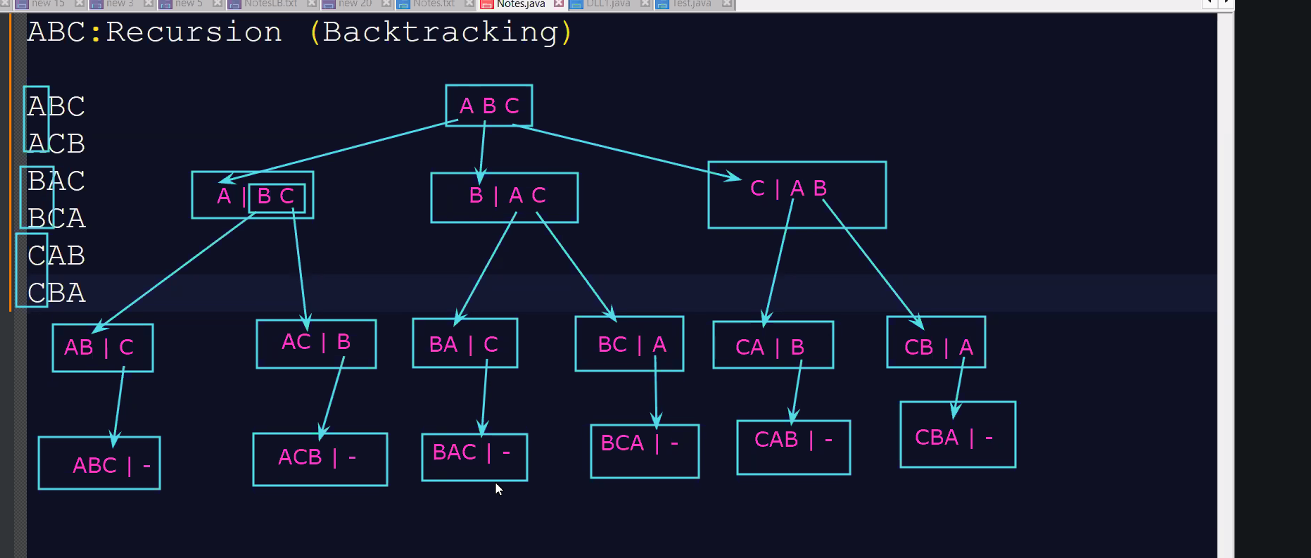 new 15 new 3 new 5 NotesLB.txt new 20 Notes.txt Notes.java DLL1.java Test.java
ABC:Recursion (Backtracking)
ABC
ACB
BAC
BCA
CAB
CBA
A B C
A | B C
B | A C
C | A B
AB | C
AC | B
BA | C
BC | A
CA | B
CB | A
ABC | -
ACB | -
BAC | -
BCA | -
CAB | -
CBA | -